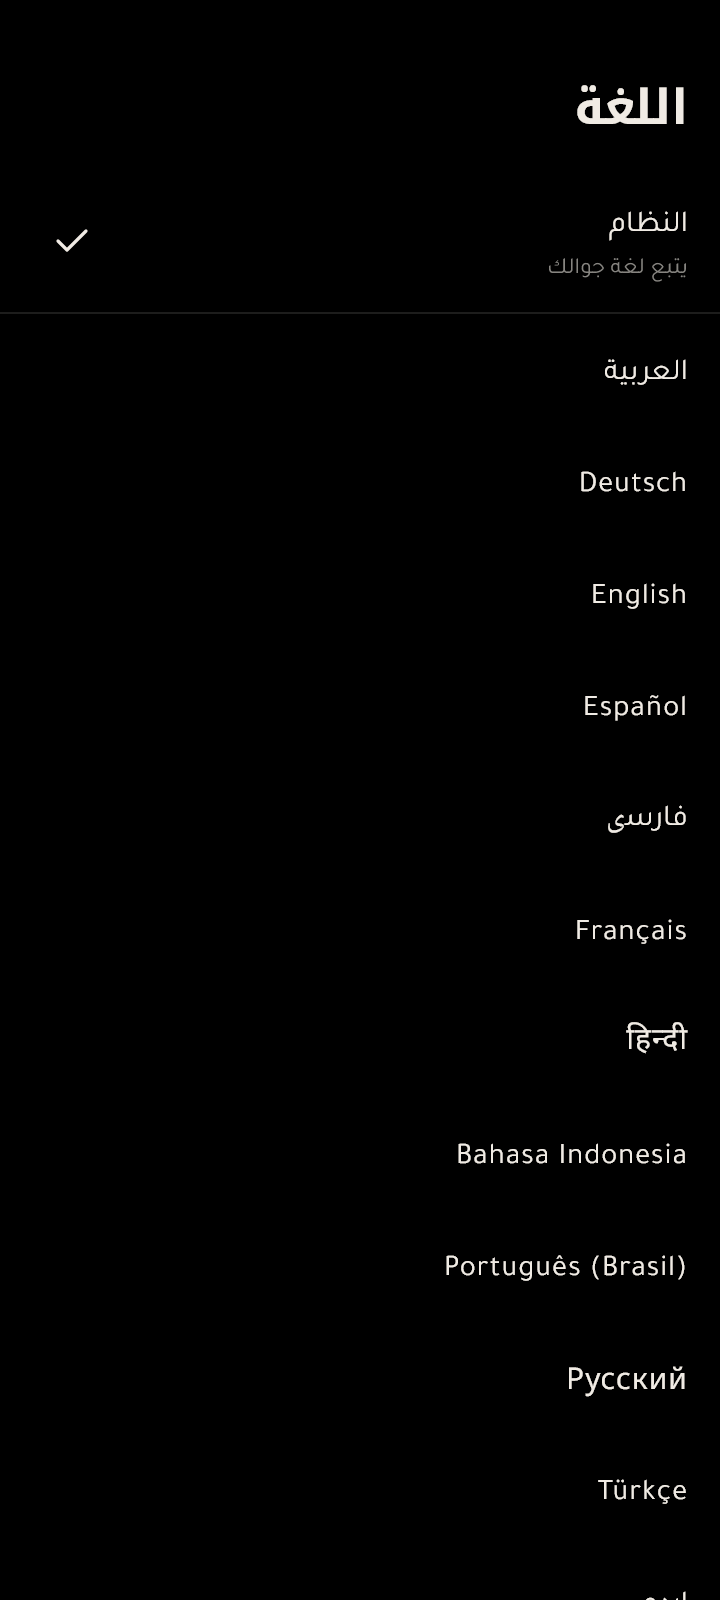 اللغة
النظام
يتبع لغة جوالك
العربية
Deutsch
English
Español
فارسی
Français
हिन्दी
Bahasa Indonesia
Português (Brasil)
Русский
Türkçe